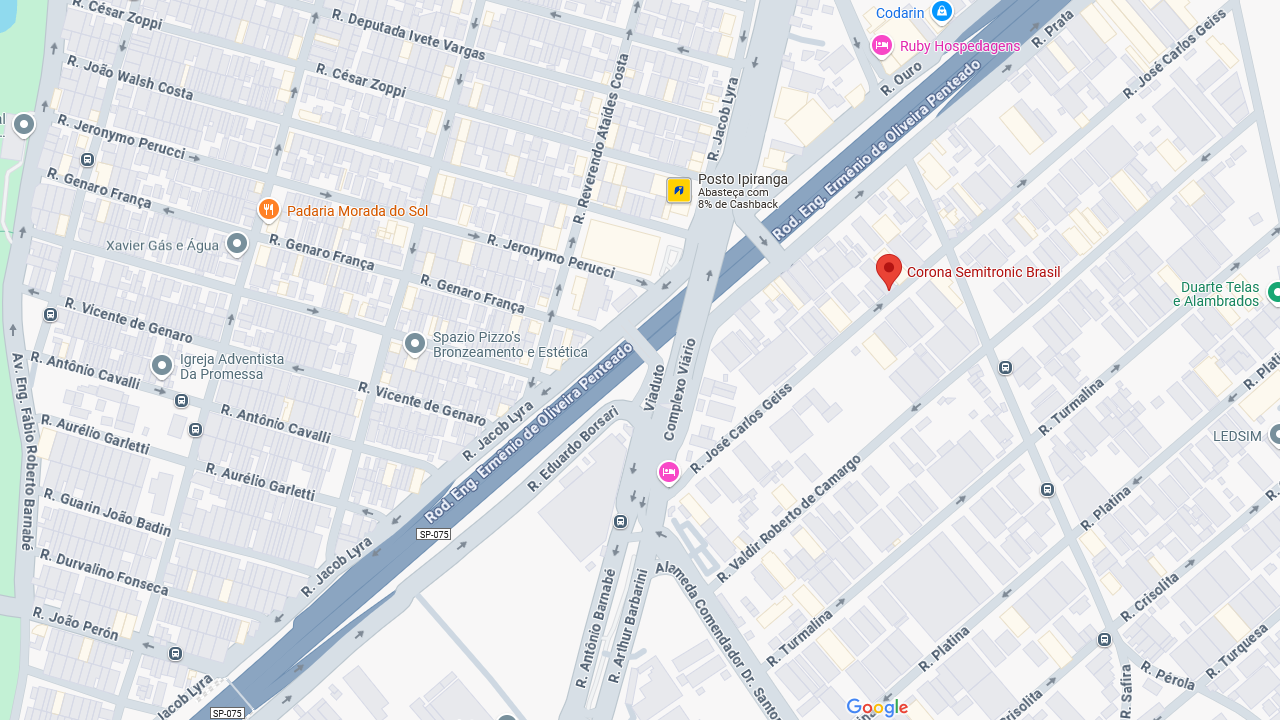 R. César Zoppi
R. Deputada Ivete Vargas
Codarin
Ruby Hospedagens
R. Prata
R. José Carlos Geiss
R. João Walsh Costa
R. César Zoppi
R. Reverendo Ataídes Costa
R. Jacob Lyra
R. Ouro
Rod. Eng. Ermênio de Oliveira Penteado
R. Jeronymo Perucci
R. Genaro França
Posto Ipiranga
Abasteça com
8% de Cashback
Padaria Morada do Sol
Xavier Gás e Água
R. Genaro França
R. Jeronymo Perucci
R. Genaro França
Corona Semitronic Brasil
Duarte Telas
e Alambrados
R. Vicente de Genaro
Spazio Pizzo's
Bronzeamento e Estética
Igreja Adventista
Da Promessa
R. Antônio Cavalli
Av. Eng. Fábio Roberto Barnabé
R. Vicente de Genaro
R. Antônio Cavalli
R. Jacob Lyra
Rod. Eng. Ermênio de Oliveira Penteado
R. Eduardo Borsari
Viaduto
Complexo Viário
R. José Carlos Geiss
R. Turmalina
R. Platin
LEDSIM
R. Aurélio Garletti
R. Aurélio Garletti
R. Guarin João Badin
R. Valdir Roberto de Camargo
R. Platina
SP-075
R. Jacob Lyra
R. Durvalino Fonseca
R. João Perón
Alameda Comendador Dr. Santo
R. Antônio Barnabé
R. Arthur Barbarini
R. Turmalina
R. Platina
R. Crisolita
R. Turquesa
R. Pérola
R. Safira
Crisolita
Jacob Lyra
SP-075
Google